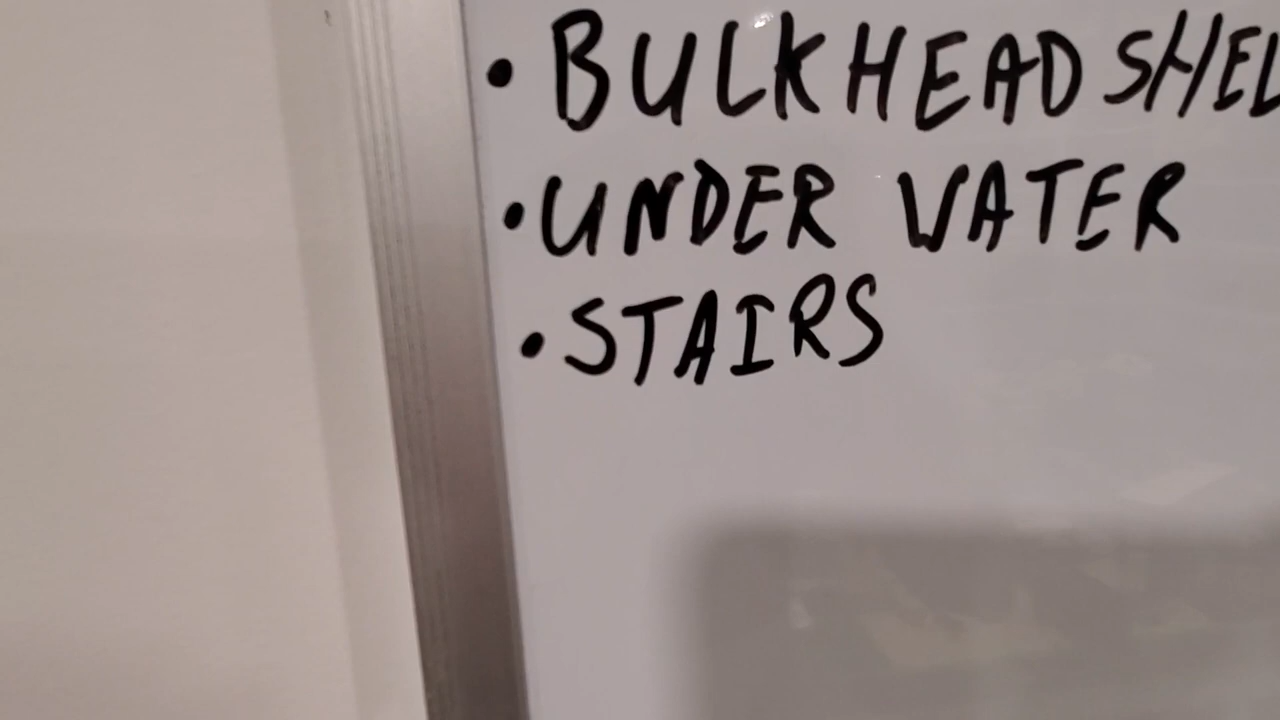 • BULKHEAD SHEL
• UNDER WATER
• STAIRS